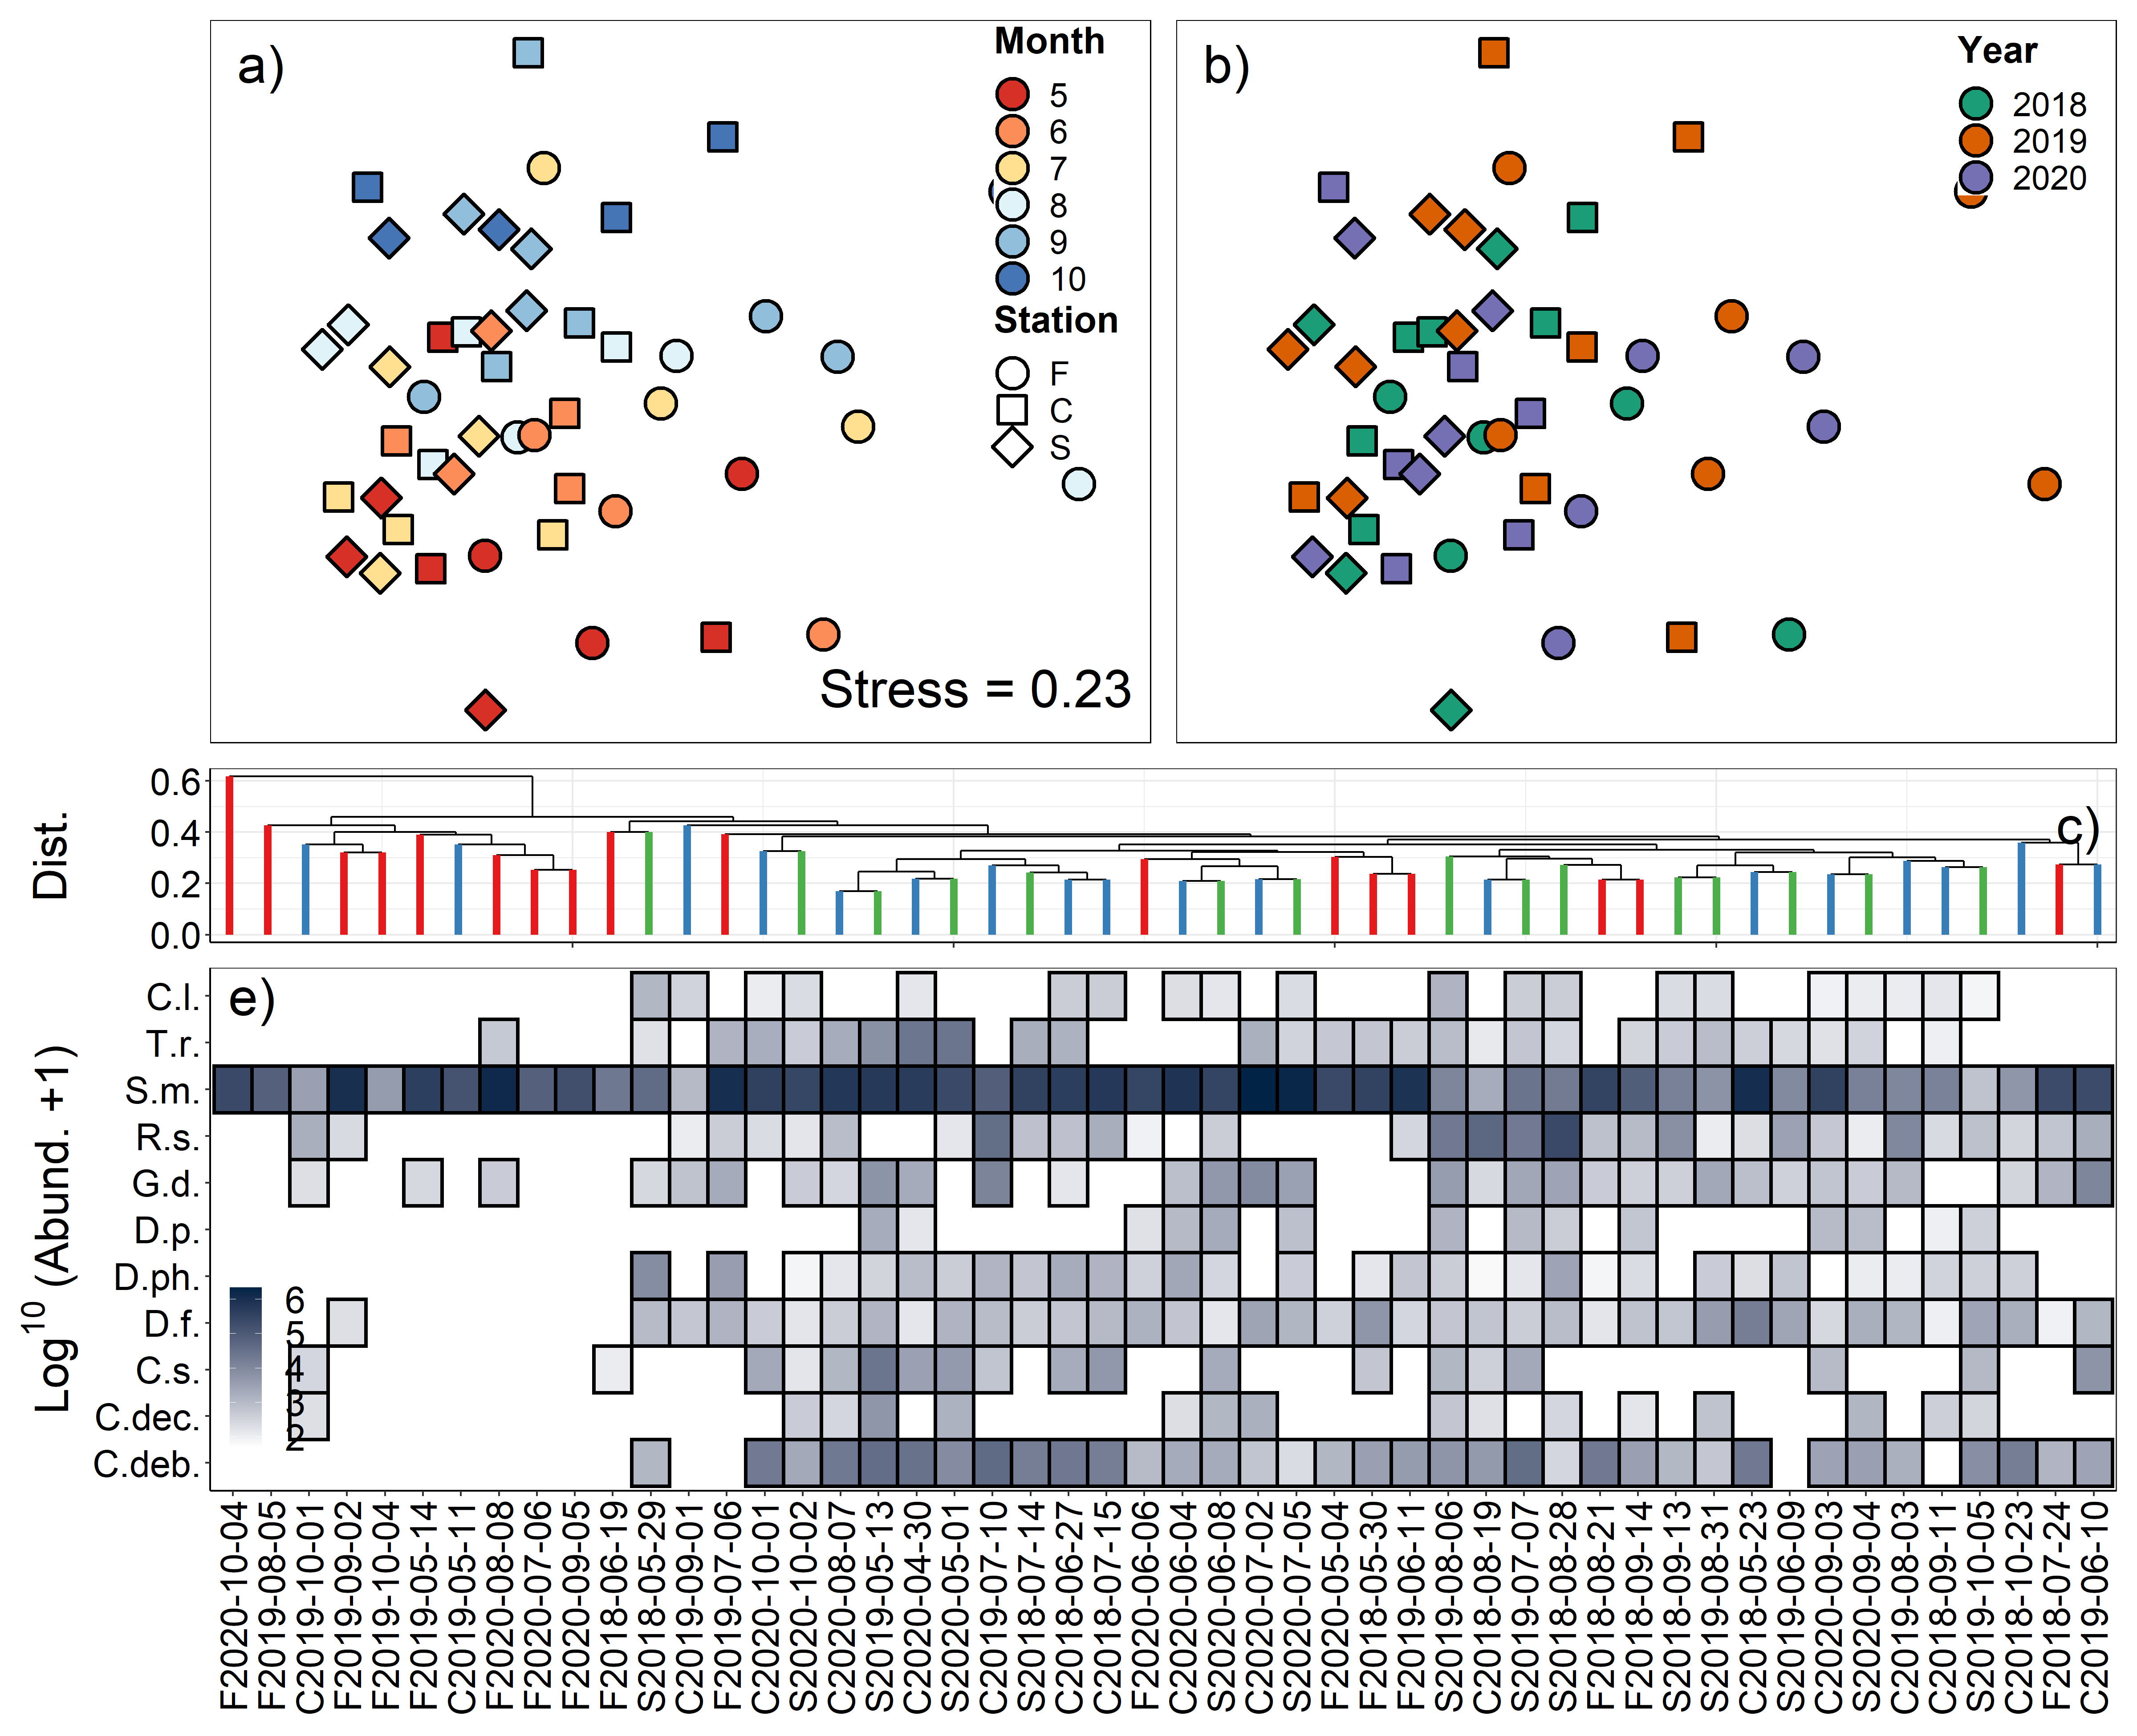 a)
Month
5
6
7
8
9
10
Station
F
C
S
Stress = 0.23
b)
Year
2018
2019
2020
Dist.
0.6
0.4
0.2
0.0
c)
e)
Log10 (Abund. +1)
C.l.
T.r.
S.m.
R.s.
G.d.
D.p.
D.ph.
D.f.
C.s.
C.dec.
C.deb.
6
5
4
3
2
F2020-10-04
F2019-08-05
C2019-10-01
F2019-09-02
F2019-10-04
F2019-05-14
C2019-05-11
F2020-08-08
F2020-07-06
F2020-09-05
F2018-06-19
S2018-05-29
C2019-09-01
F2019-07-06
C2020-10-01
S2020-10-02
C2020-08-07
S2019-05-13
C2020-04-30
S2020-05-01
C2019-07-10
S2018-07-14
C2018-06-27
C2018-07-15
F2020-06-06
C2020-06-04
S2020-06-08
C2020-07-02
S2020-07-05
F2020-05-04
F2018-05-30
F2019-06-11
S2018-08-06
C2018-08-19
S2019-07-07
S2018-08-28
F2018-08-21
F2018-09-14
S2018-09-13
S2019-08-31
C2018-05-23
S2019-06-09
C2020-09-03
S2020-09-04
C2019-08-03
C2018-09-11
S2019-10-05
C2018-10-23
F2018-07-24
C2019-06-10